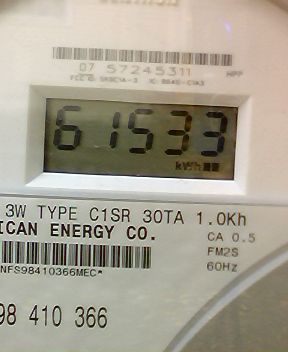 07 57245311 HPP
61533
kWh
3W TYPE C1SR 30TA 1.0Kh
ICAN ENERGY CO.
CA 0.5
FM2S
60Hz
NFS98410366MEC*
98 410 366